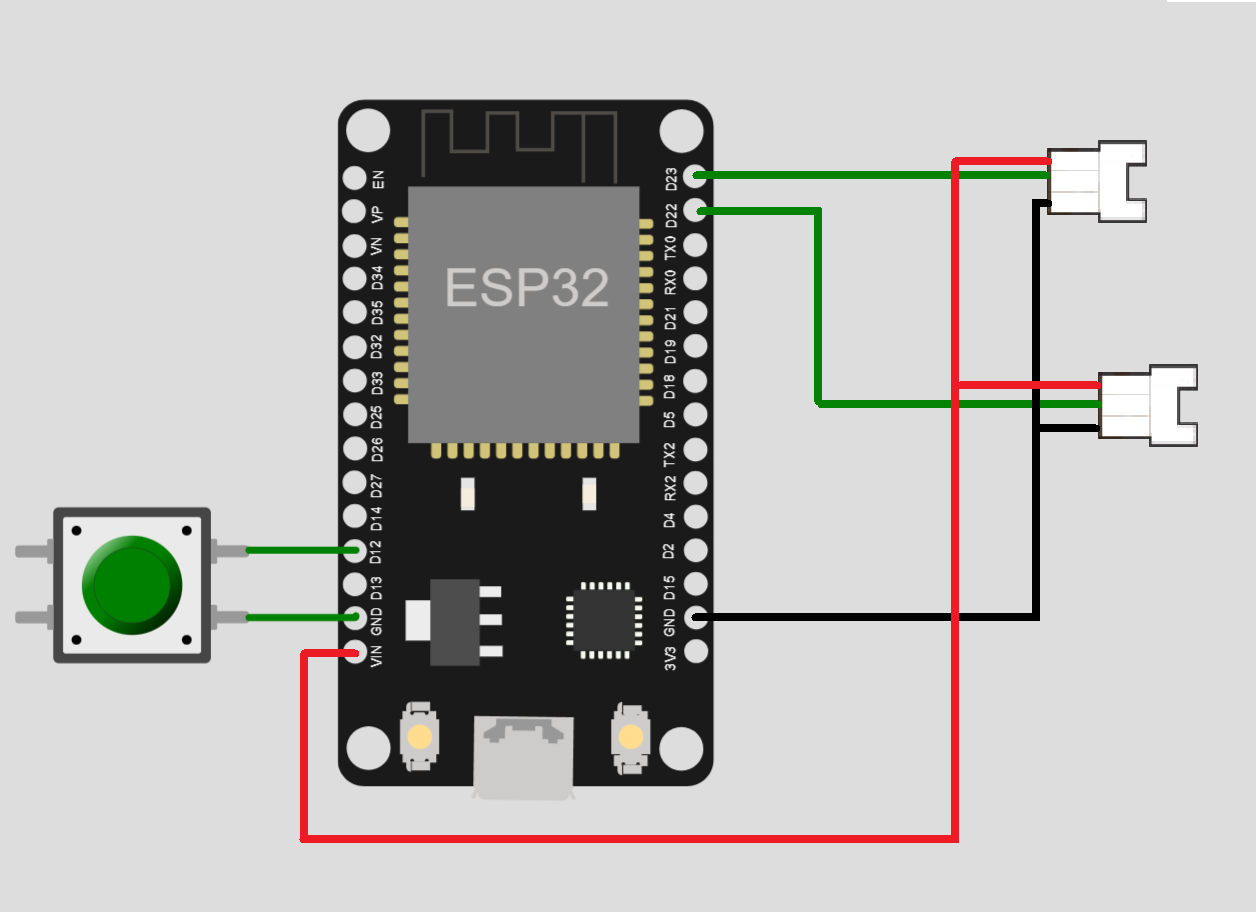 EN
VP
VN
D34
D35
D32
D33
D25
D26
D27
D14
D12
D13
GND
VIN
ESP32
D23
D22
TX0
RX0
D21
D19
D18
D5
TX2
RX2
D4
D2
D15
GND
3V3